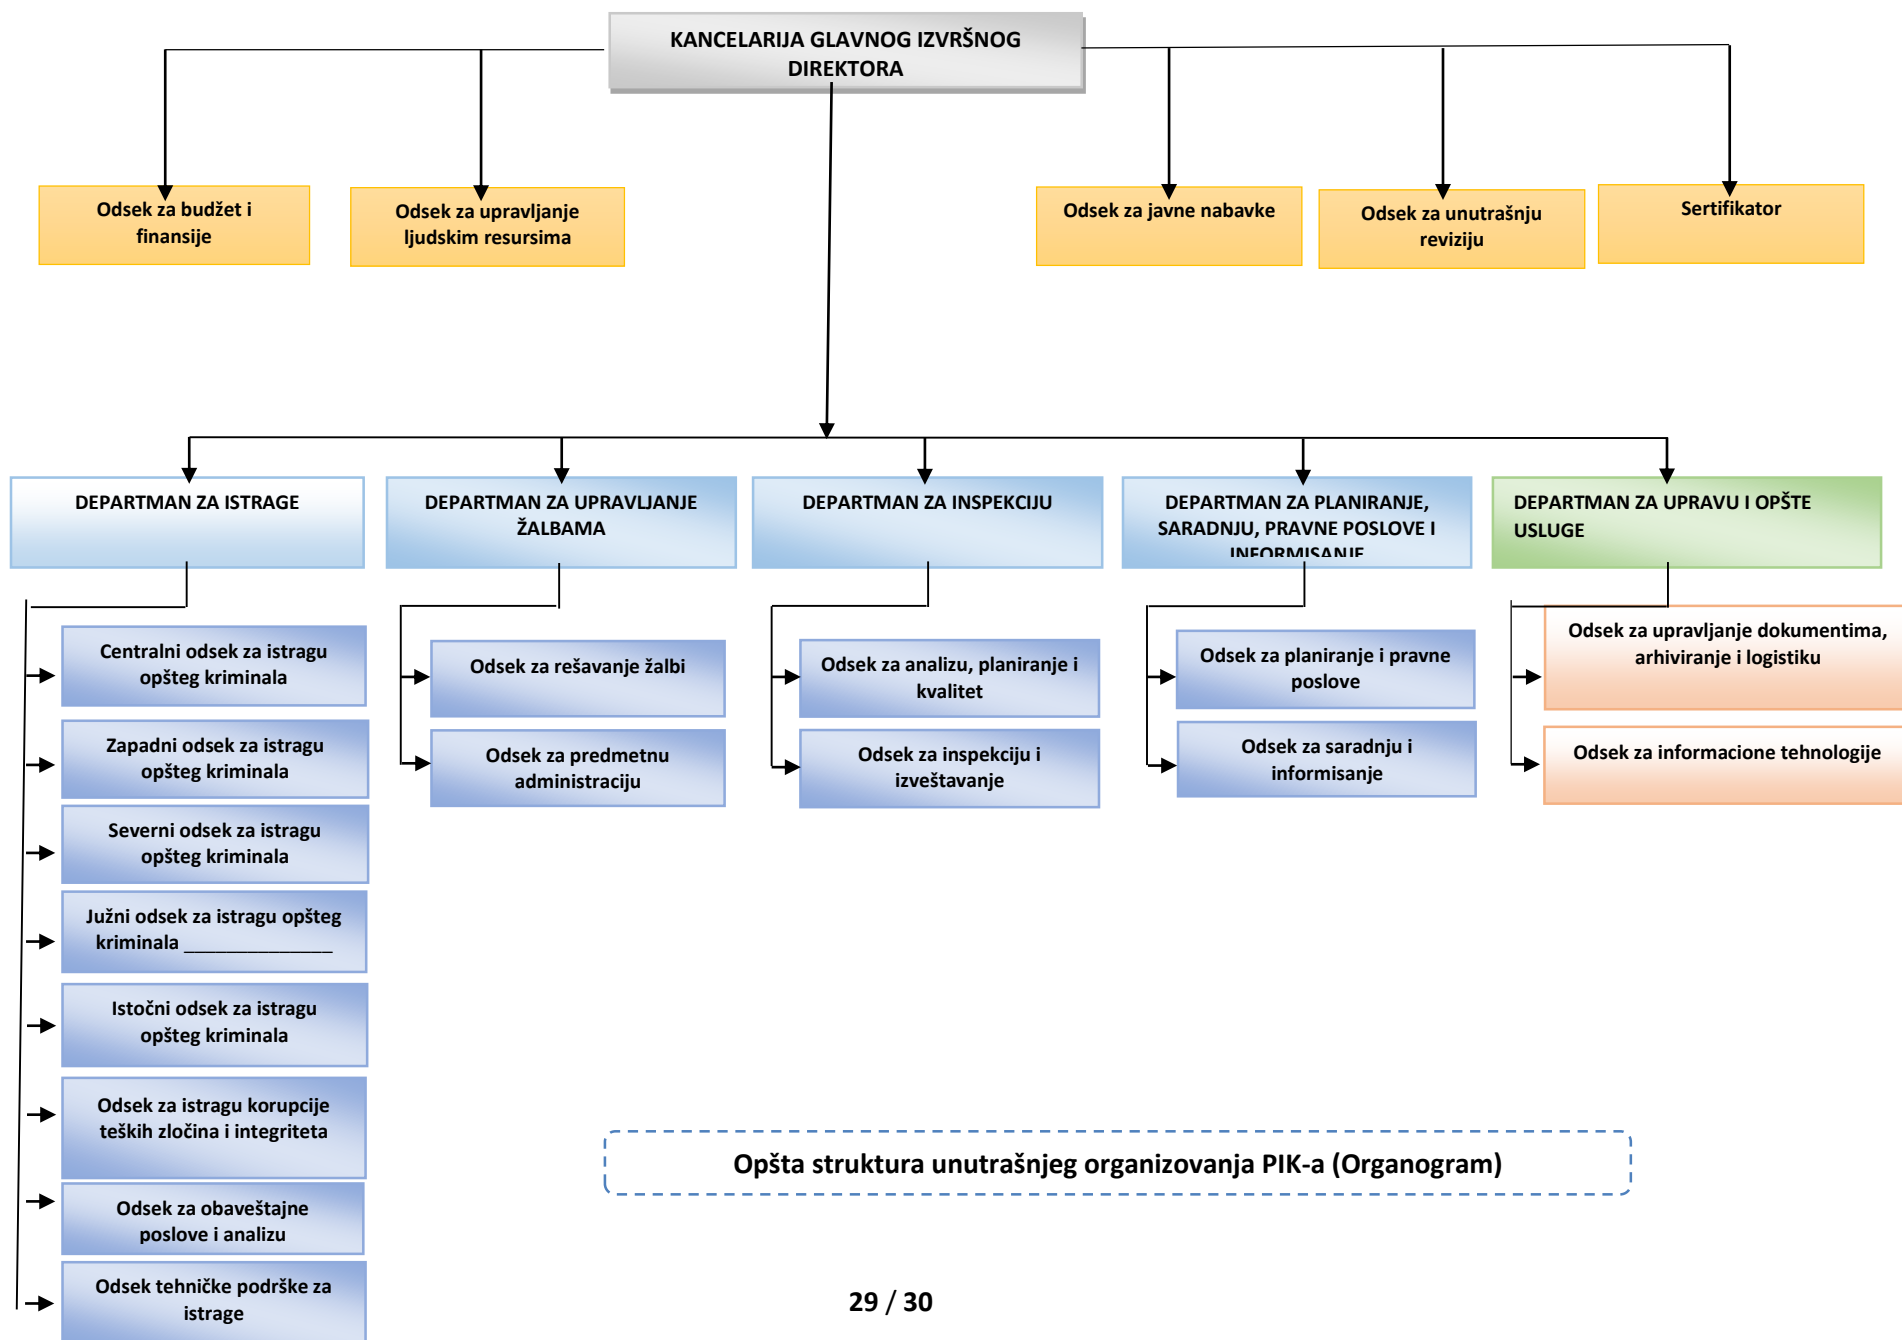 KANCELARIJA GLAVNOG IZVRŠNOG
DIREKTORA
Odsek za budžet i
finansije
Odsek za upravljanje
ljudskim resursima
Odsek za javne nabavke
Odsek za unutrašnju
reviziju
Sertifikator
DEPARTMAN ZA ISTRAGE
DEPARTMAN ZA UPRAVLJANJE
ŽALBAMA
DEPARTMAN ZA INSPEKCIJU
DEPARTMAN ZA PLANIRANJE,
SARADNJU, PRAVNE POSLOVE I
INFORMISANJE
DEPARTMAN ZA UPRAVU I OPŠTE
USLUGE
Centralni odsek za istragu
opšteg kriminala
Zapadni odsek za istragu
opšteg kriminala
Severni odsek za istragu
opšteg kriminala
Južni odsek za istragu opšteg
kriminala _______________
Istočni odsek za istragu
opšteg kriminala
Odsek za istragu korupcije
teških zločina i integriteta
Odsek za obaveštajne
poslove i analizu
Odsek tehničke podrške za
istrage
Odsek za rešavanje žalbi
Odsek za predmetnu
administraciju
Odsek za analizu, planiranje i
kvalitet
Odsek za inspekciju i
izveštavanje
Odsek za planiranje i pravne
poslove
Odsek za saradnju i
informisanje
Odsek za upravljanje dokumentima,
arhiviranje i logistiku
Odsek za informacione tehnologije
Opšta struktura unutrašnjeg organizovanja PIK-a (Organogram)
29 / 30